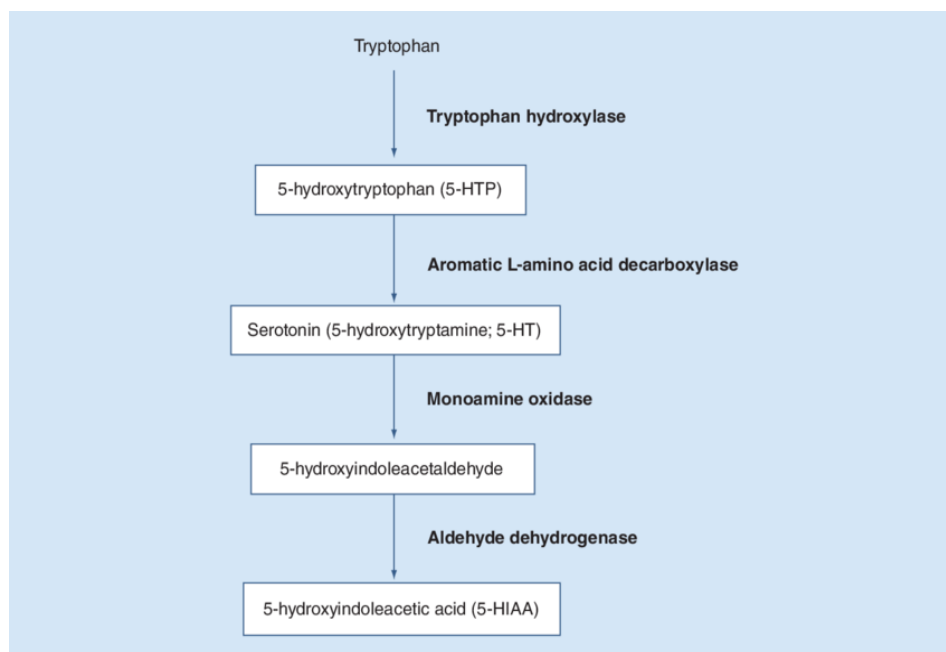 Tryptophan
Tryptophan hydroxylase
5-hydroxytryptophan (5-HTP)
Aromatic L-amino acid decarboxylase
Serotonin (5-hydroxytryptamine; 5-HT)
Monoamine oxidase
5-hydroxyindoleacetaldehyde
Aldehyde dehydrogenase
5-hydroxyindoleacetic acid (5-HIAA)